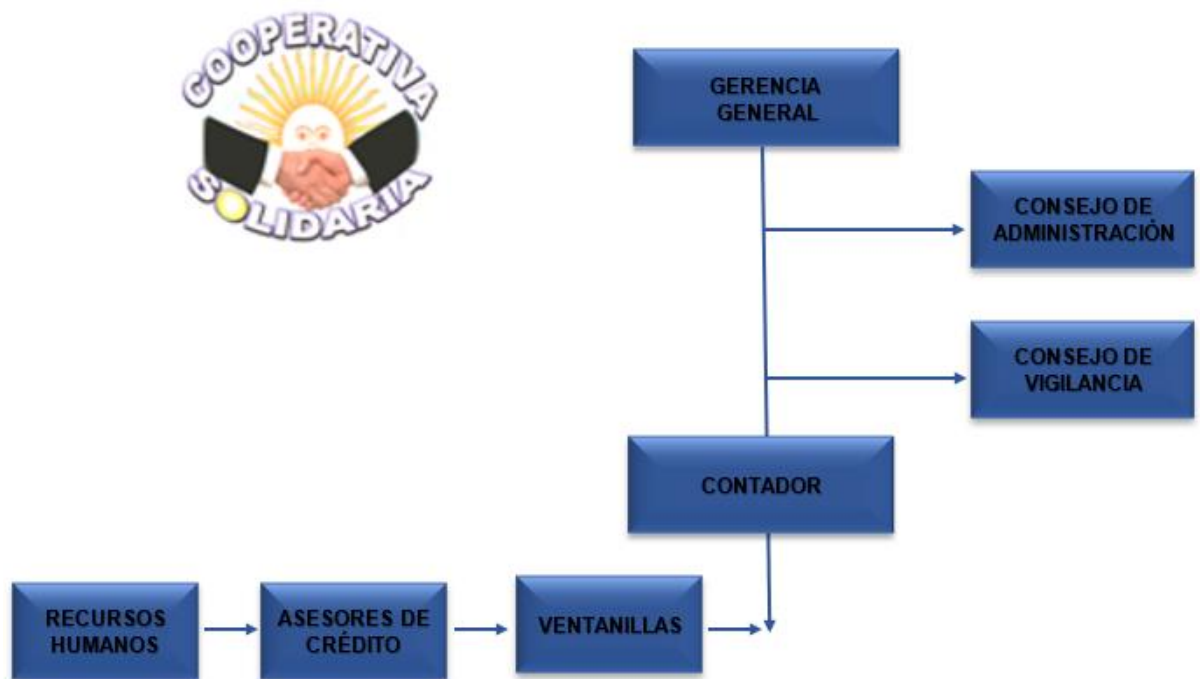 COOPERATIVA
SOLIDARIA
GERENCIA
GENERAL
CONSEJO DE
ADMINISTRACIÓN
CONSEJO DE
VIGILANCIA
CONTADOR
RECURSOS
HUMANOS
ASESORES DE
CRÉDITO
VENTANILLAS